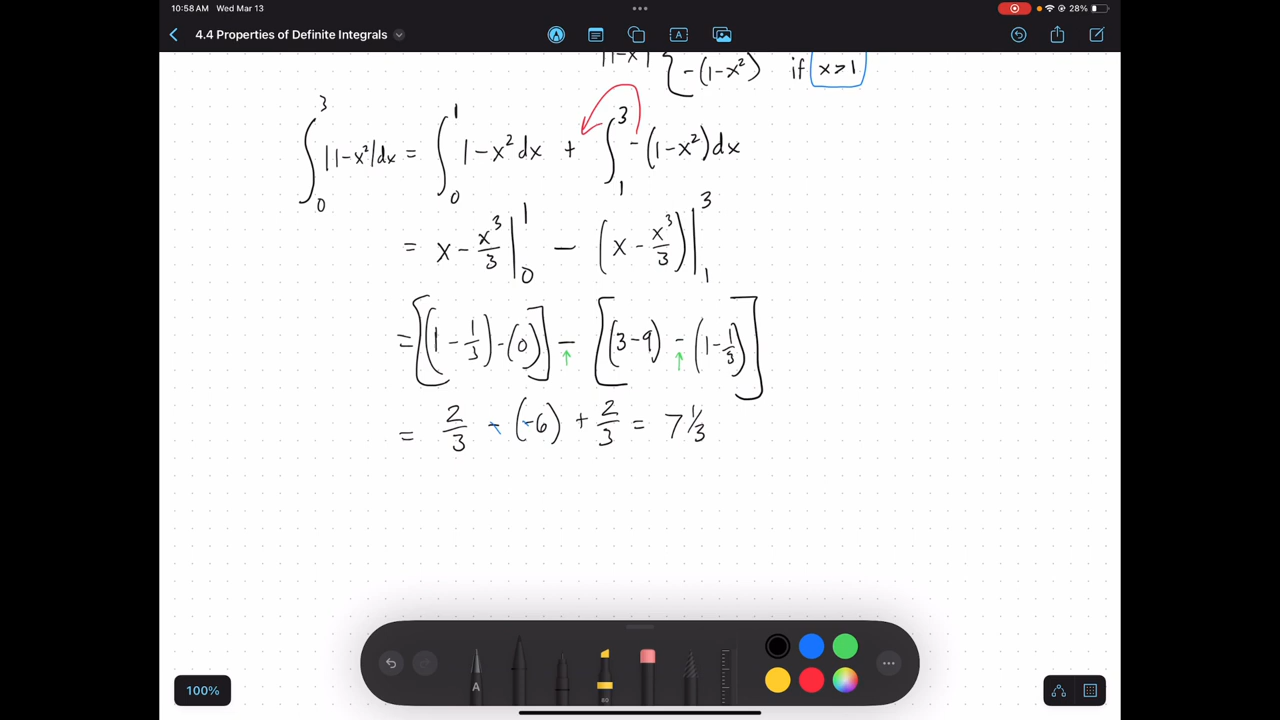 10:58 AM Wed Mar 13
28%
4.4 Properties of Definite Integrals
A
|1-x²| { -(1-x²) if x>1
∫₀³ |1-x²|dx = ∫₀¹ 1-x² dx + ∫₁³ -(1-x²)dx
= x - x³/3 |₀¹ - (x - x³/3)|₁³
= [(1 - 1/3) - (0)] - [(3-9) - (1-1/3)]
= 2/3 - (-6) + 2/3 = 7 1/3
A
80
100%